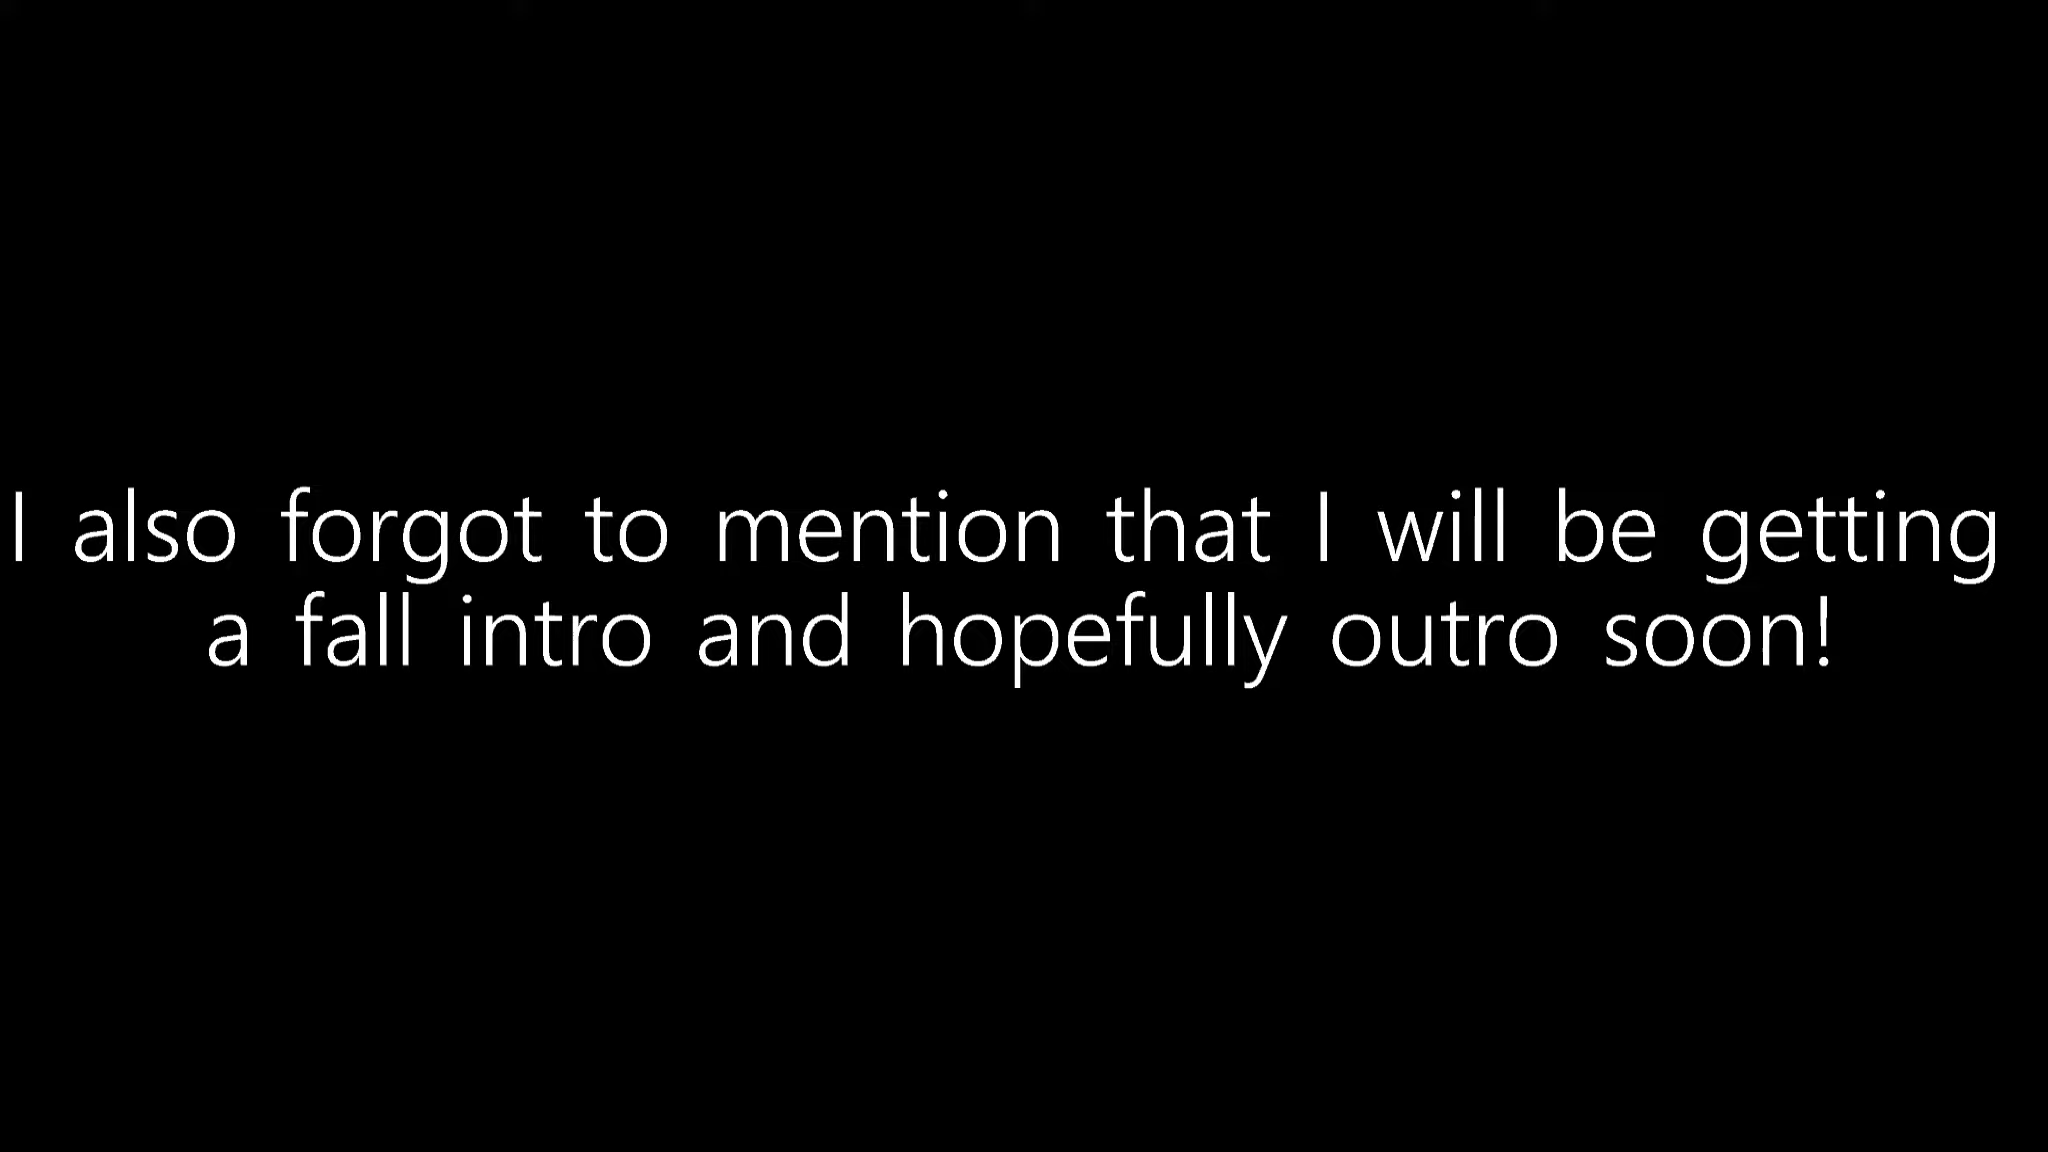 I also forgot to mention that I will be getting
a fall intro and hopefully outro soon!